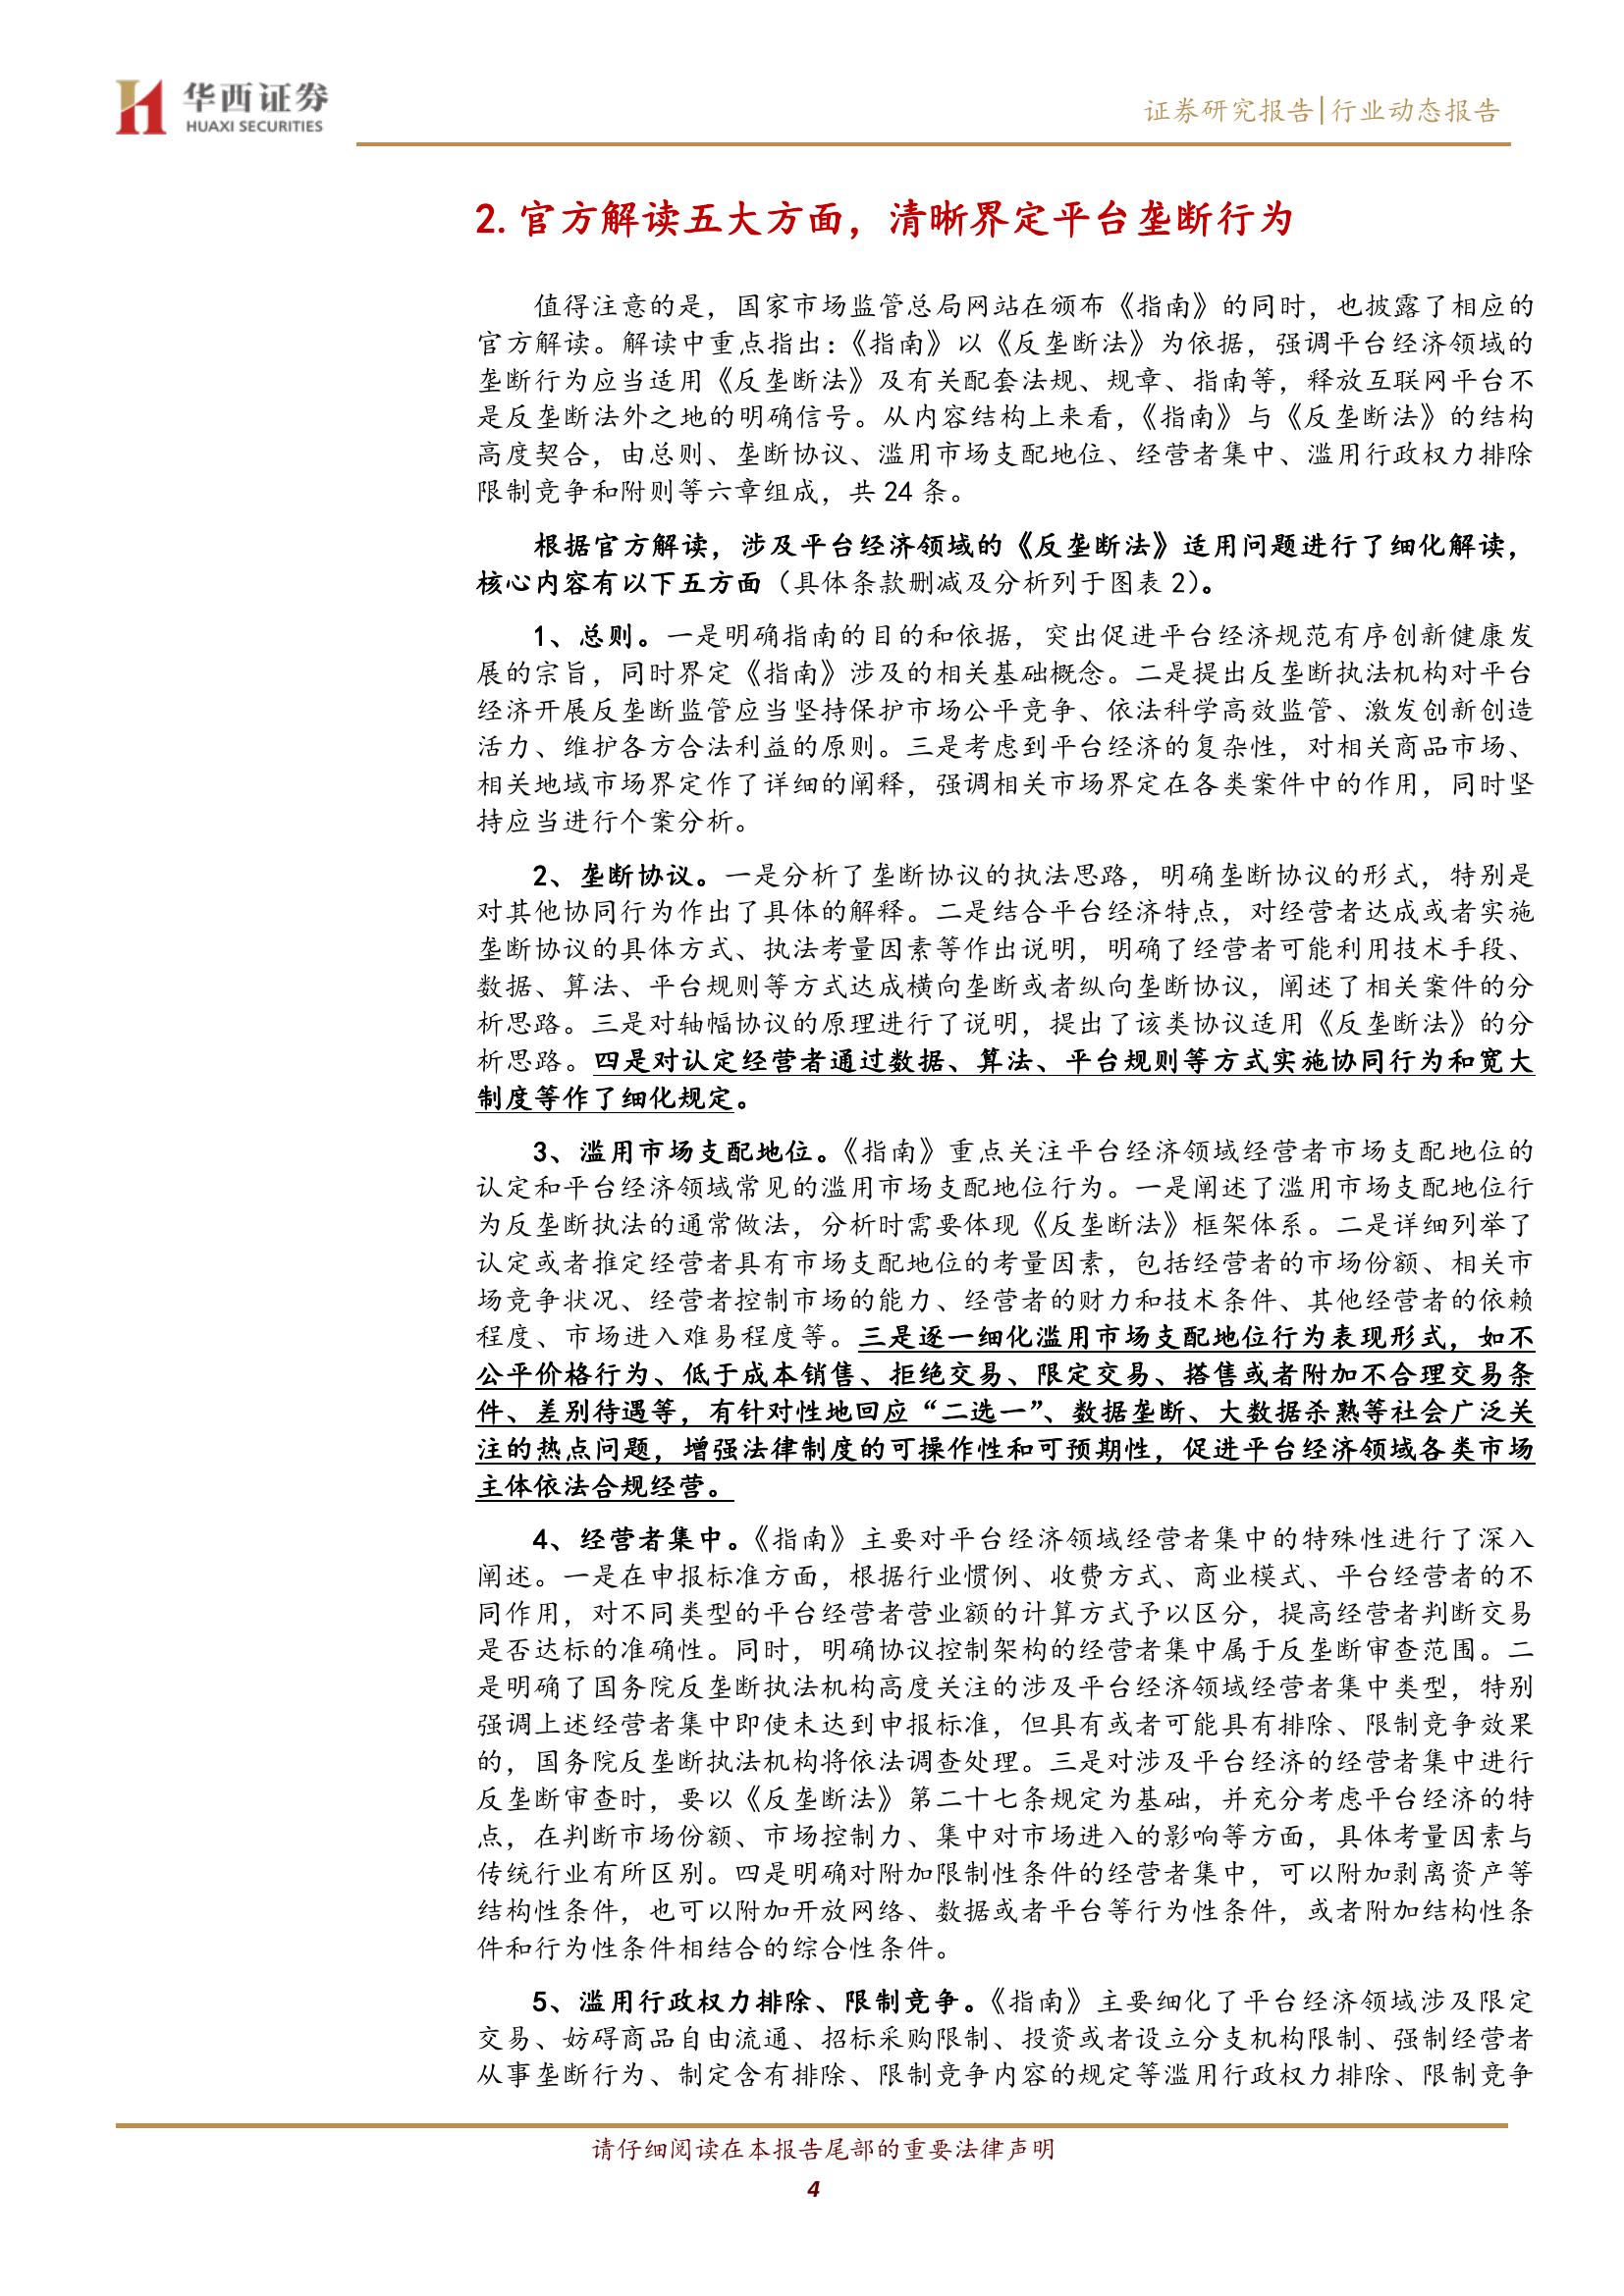 华西证券
HUAXI SECURITIES
证券研究报告|行业动态报告
2. 官方解读五大方面，清晰界定平台垄断行为
值得注意的是，国家市场监管总局网站在颁布《指南》的同时，也披露了相应的
官方解读。解读中重点指出：《指南》以《反垄断法》为依据，强调平台经济领域的
垄断行为应当适用《反垄断法》及有关配套法规、规章、指南等，释放互联网平台不
是反垄断法外之地的明确信号。从内容结构上来看，《指南》与《反垄断法》的结构
高度契合，由总则、垄断协议、滥用市场支配地位、经营者集中、滥用行政权力排除
限制竞争和附则等六章组成，共 24 条。
根据官方解读，涉及平台经济领域的《反垄断法》适用问题进行了细化解读，
核心内容有以下五方面（具体条款删减及分析列于图表 2）。
1、总则。一是明确指南的目的和依据，突出促进平台经济规范有序创新健康发
展的宗旨，同时界定《指南》涉及的相关基础概念。二是提出反垄断执法机构对平台
经济开展反垄断监管应当坚持保护市场公平竞争、依法科学高效监管、激发创新创造
活力、维护各方合法利益的原则。三是考虑到平台经济的复杂性，对相关商品市场、
相关地域市场界定作了详细的阐释，强调相关市场界定在各类案件中的作用，同时坚
持应当进行个案分析。
2、垄断协议。一是分析了垄断协议的执法思路，明确垄断协议的形式，特别是
对其他协同行为作出了具体的解释。二是结合平台经济特点，对经营者达成或者实施
垄断协议的具体方式、执法考量因素等作出说明，明确了经营者可能利用技术手段、
数据、算法、平台规则等方式达成横向垄断或者纵向垄断协议，阐述了相关案件的分
析思路。三是对轴幅协议的原理进行了说明，提出了该类协议适用《反垄断法》的分
析思路。四是对认定经营者通过数据、算法、平台规则等方式实施协同行为和宽大
制度等作了细化规定。
3、滥用市场支配地位。《指南》重点关注平台经济领域经营者市场支配地位的
认定和平台经济领域常见的滥用市场支配地位行为。一是阐述了滥用市场支配地位行
为反垄断执法的通常做法，分析时需要体现《反垄断法》框架体系。二是详细列举了
认定或者推定经营者具有市场支配地位的考量因素，包括经营者的市场份额、相关市
场竞争状况、经营者控制市场的能力、经营者的财力和技术条件、其他经营者的依赖
程度、市场进入难易程度等。三是逐一细化滥用市场支配地位行为表现形式，如不
公平价格行为、低于成本销售、拒绝交易、限定交易、搭售或者附加不合理交易条
件、差别待遇等，有针对性地回应“二选一”、数据垄断、大数据杀熟等社会广泛关
注的热点问题，增强法律制度的可操作性和可预期性，促进平台经济领域各类市场
主体依法合规经营。
4、经营者集中。《指南》主要对平台经济领域经营者集中的特殊性进行了深入
阐述。一是在申报标准方面，根据行业惯例、收费方式、商业模式、平台经营者的不
同作用，对不同类型的平台经营者营业额的计算方式予以区分，提高经营者判断交易
是否达标的准确性。同时，明确协议控制架构的经营者集中属于反垄断审查范围。二
是明确了国务院反垄断执法机构高度关注的涉及平台经济领域经营者集中类型，特别
强调上述经营者集中即使未达到申报标准，但具有或者可能具有排除、限制竞争效果
的，国务院反垄断执法机构将依法调查处理。三是对涉及平台经济的经营者集中进行
反垄断审查时，要以《反垄断法》第二十七条规定为基础，并充分考虑平台经济的特
点，在判断市场份额、市场控制力、集中对市场进入的影响等方面，具体考量因素与
传统行业有所区别。四是明确对附加限制性条件的经营者集中，可以附加剥离资产等
结构性条件，也可以附加开放网络、数据或者平台等行为性条件，或者附加结构性条
件和行为性条件相结合的综合性条件。
5、滥用行政权力排除、限制竞争。《指南》主要细化了平台经济领域涉及限定
交易、妨碍商品自由流通、招标采购限制、投资或者设立分支机构限制、强制经营者
从事垄断行为、制定含有排除、限制竞争内容的规定等滥用行政权力排除、限制竞争
请仔细阅读在本报告尾部的重要法律声明
4